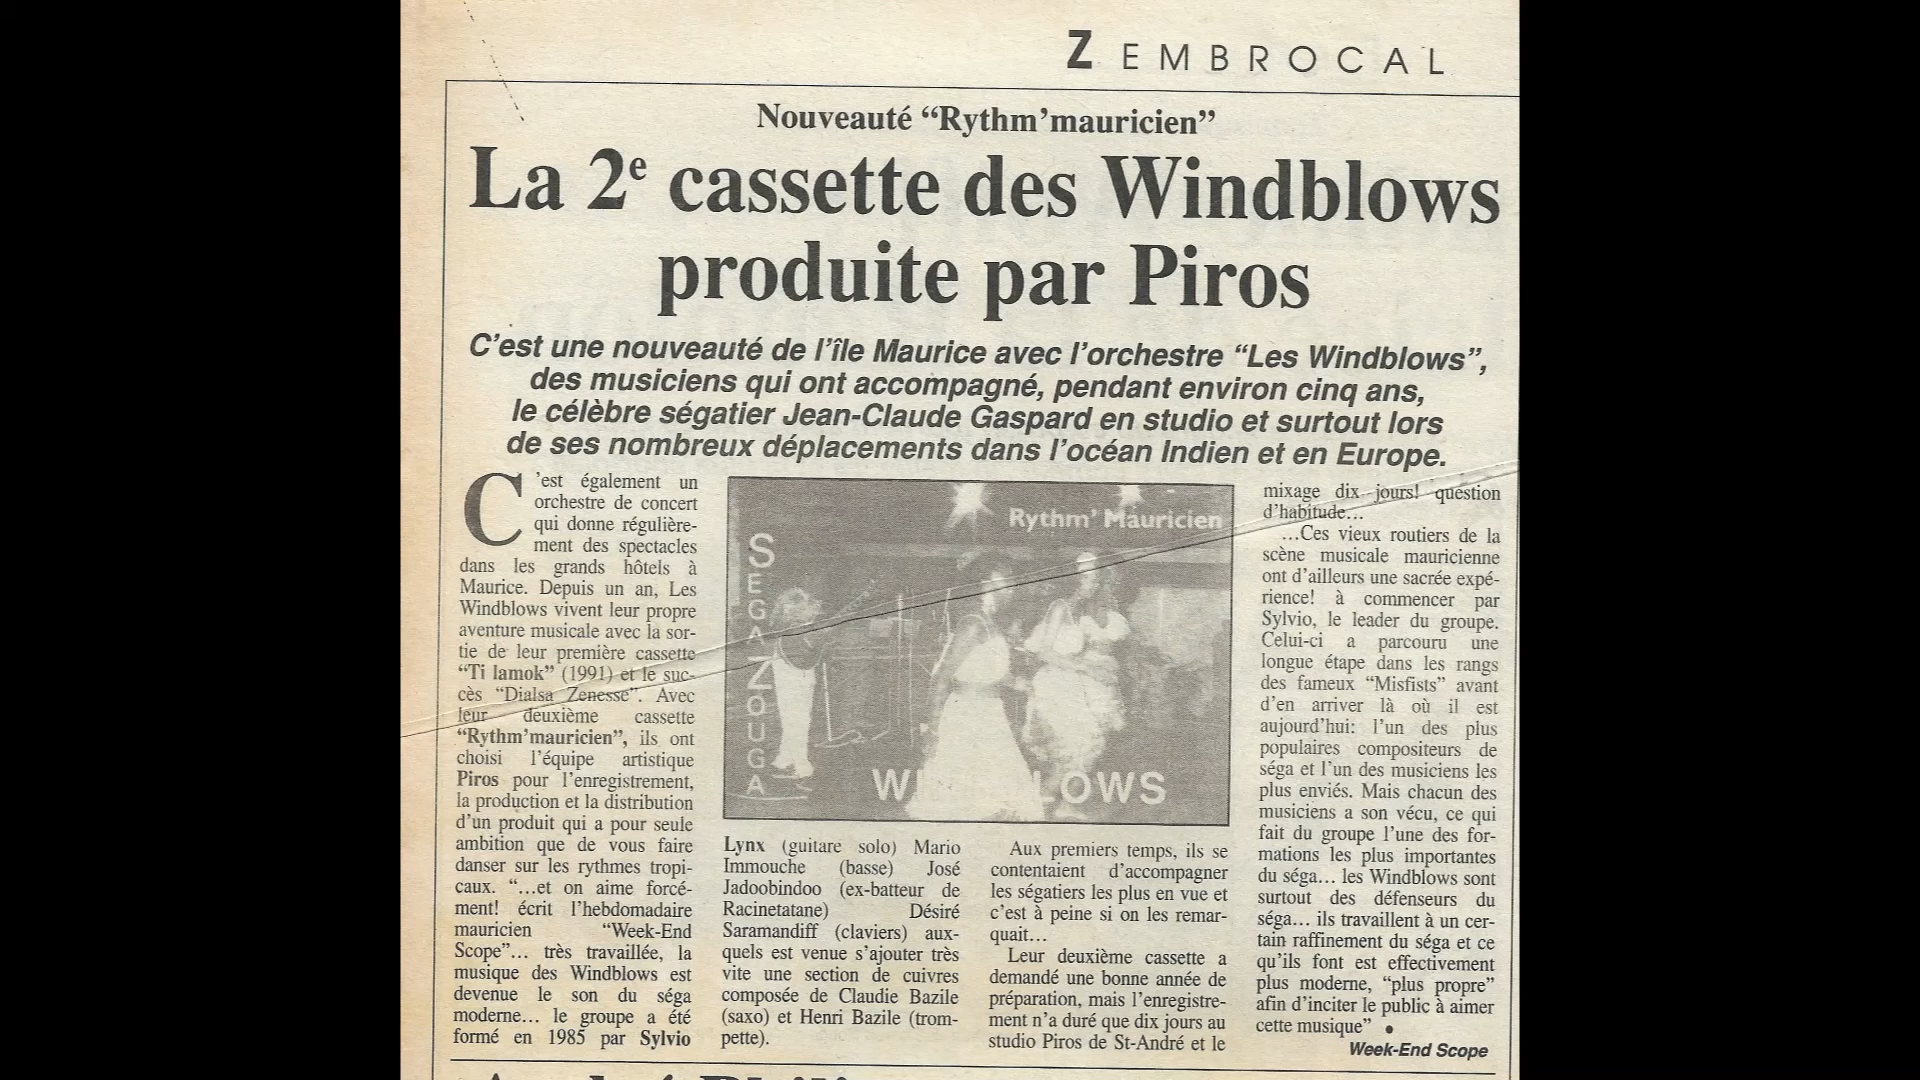 ZEMBROCAL
Nouveauté “Rythm’mauricien”
La 2e cassette des Windblows
produite par Piros
C’est une nouveauté de l’île Maurice avec l’orchestre “Les Windblows”,
des musiciens qui ont accompagné, pendant environ cinq ans,
le célèbre ségatier Jean-Claude Gaspard en studio et surtout lors
de ses nombreux déplacements dans l’océan Indien et en Europe.
C’est également un
orchestre de concert
qui donne régulière-
ment des spectacles
dans les grands hôtels à
Maurice. Depuis un an, Les
Windblows vivent leur propre
aventure musicale avec la sor-
tie de leur première cassette
“Ti lamok” (1991) et le suc-
cès “Dialsa Zenesse”. Avec
leur deuxième cassette
“Rythm’mauricien”, ils ont
choisi l’équipe artistique
Piros pour l’enregistrement,
la production et la distribution
d’un produit qui a pour seule
ambition que de vous faire
danser sur les rythmes tropi-
caux. “…et on aime forcé-
ment! écrit l’hebdomadaire
mauricien “Week-End
Scope”… très travaillée, la
musique des Windblows est
devenue le son du séga
moderne… le groupe a été
formé en 1985 par Sylvio
Rythm’ Mauricien
SEGA ZOUGA
WINDBLOWS
Lynx (guitare solo) Mario
Immouche (basse) José
Jadoobindoo (ex-batteur de
Racinetatane) Désiré
Saramandiff (claviers) aux-
quels est venue s’ajouter très
vite une section de cuivres
composée de Claudie Bazile
(saxo) et Henri Bazile (trom-
pette).
Aux premiers temps, ils se
contentaient d’accompagner
les ségatiers les plus en vue et
c’est à peine si on les remar-
quait…
Leur deuxième cassette a
demandé une bonne année de
préparation, mais l’enregistre-
ment n’a duré que dix jours au
studio Piros de St-André et le
mixage dix jours! question
d’habitude…
…Ces vieux routiers de la
scène musicale mauricienne
ont d’ailleurs une sacrée expé-
rience! à commencer par
Sylvio, le leader du groupe.
Celui-ci a parcouru une
longue étape dans les rangs
des fameux “Misfists” avant
d’en arriver là où il est
aujourd’hui: l’un des plus
populaires compositeurs de
séga et l’un des musiciens les
plus enviés. Mais chacun des
musiciens a son vécu, ce qui
fait du groupe l’une des for-
mations les plus importantes
du séga… les Windblows sont
surtout des défenseurs du
séga… ils travaillent à un cer-
tain raffinement du séga et ce
qu’ils font est effectivement
plus moderne, “plus propre”
afin d’inciter le public à aimer
cette musique” •
Week-End Scope